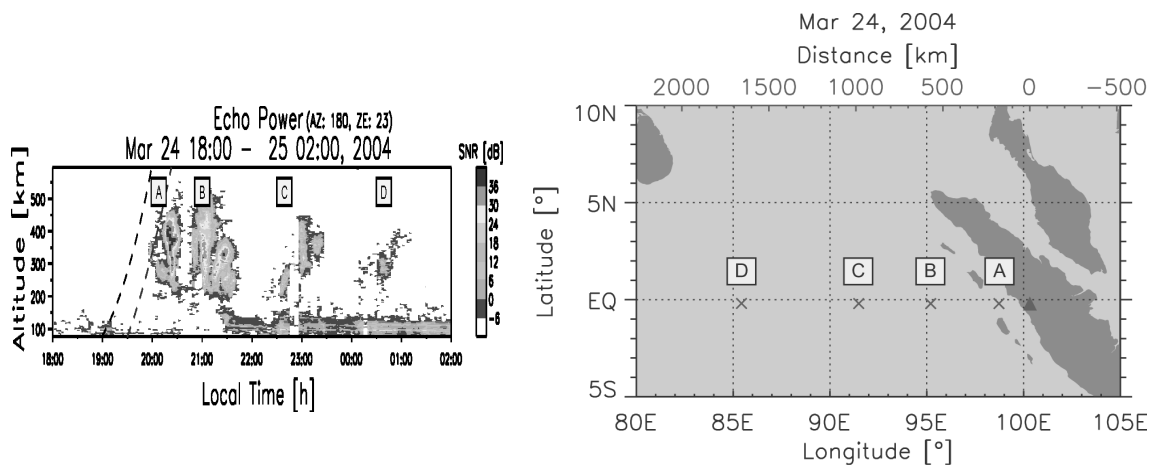 Echo Power (AZ: 180, ZE: 23)
Mar 24 18:00 – 25 02:00, 2004
SNR [dB]
Altitude [km]
500
400
300
200
100
A
B
C
D
36
30
24
18
12
6
0
-6
18:00 19:00 20:00 21:00 22:00 23:00 00:00 01:00 02:00
Local Time [h]
Mar 24, 2004
Distance [km]
2000 1500 1000 500 0 -500
Latitude [°]
10N
5N
EQ
5S
D C B A
80E 85E 90E 95E 100E 105E
Longitude [°]